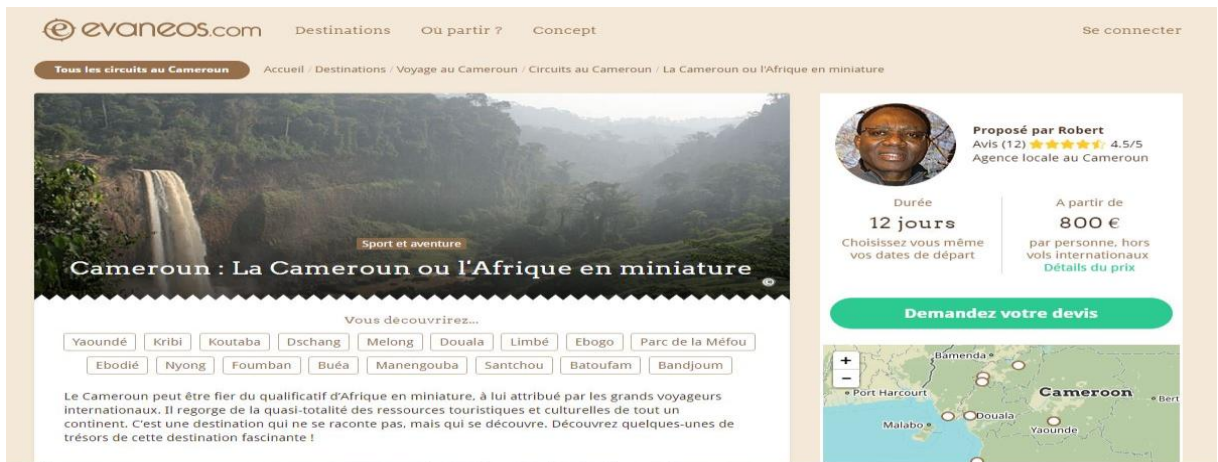 evaneos.com
Destinations Où partir ? Concept
Se connecter
Tous les circuits au Cameroun
Accueil / Destinations / Voyage au Cameroun / Circuits au Cameroun / La Cameroun ou l'Afrique en miniature
Sport et aventure
Cameroun : La Cameroun ou l'Afrique en miniature
Vous découvrirez...
Yaoundé Kribi Koutaba Dschang Melong Douala Limbé Ebogo Parc de la Méfou
Ebodié Nyong Foumban Buéa Manengouba Santchou Batoufam Bandjoum
Le Cameroun peut être fier du qualificatif d'Afrique en miniature, à lui attribué par les grands voyageurs
internationaux. Il regorge de la quasi-totalité des ressources touristiques et culturelles de tout un
continent. C'est une destination qui ne se raconte pas, mais qui se découvre. Découvrez quelques-unes de
trésors de cette destination fascinante !
Proposé par Robert
Avis (12) 4.5/5
Agence locale au Cameroun
Durée
12 jours
Choisissez vous même
vos dates de départ
A partir de
800 €
par personne, hors
vols internationaux
Détails du prix
Demandez votre devis
+
−
Bamenda
Port Harcourt
Cameroon
Bert
Douala
Malabo
Yaounde